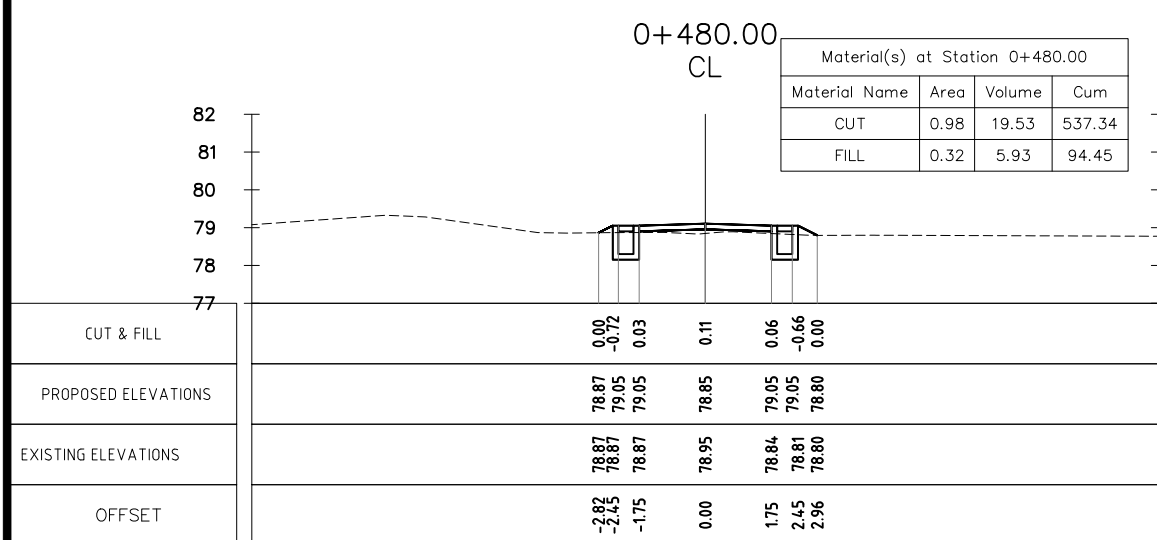 0+480.00
CL
Material(s) at Station 0+480.00
Material Name Area Volume Cum
CUT 0.98 19.53 537.34
FILL 0.32 5.93 94.45
82
81
80
79
78
77
CUT & FILL 0.00 -0.72 0.03 0.11 0.06 -0.66 0.00
PROPOSED ELEVATIONS 78.87 79.05 79.05 78.85 79.05 79.05 78.80
EXISTING ELEVATIONS 78.87 78.87 78.87 78.95 78.84 78.81 78.80
OFFSET -2.82 -2.45 -1.75 0.00 1.75 2.45 2.96